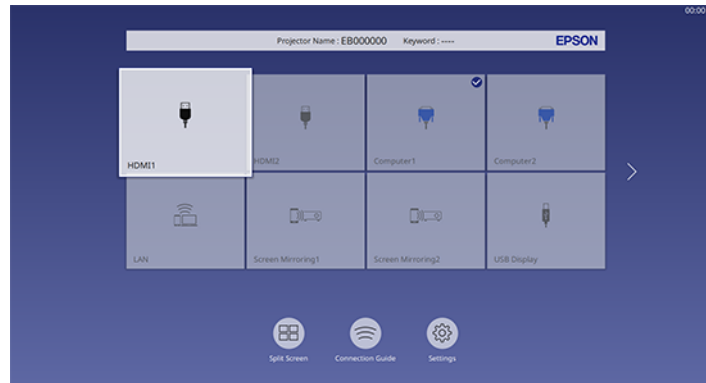 00:00
Projector Name : EB000000 Keyword : ----
EPSON
HDMI1
HDMI2
Computer1
Computer2
LAN
Screen Mirroring1
Screen Mirroring2
USB Display
Split Screen
Connection Guide
Settings